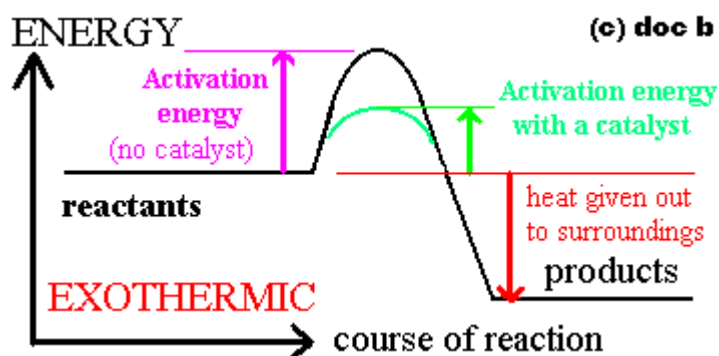 ENERGY
(c) doc b
Activation
energy
(no catalyst)
Activation energy
with a catalyst
reactants
heat given out
to surroundings
products
EXOTHERMIC
course of reaction